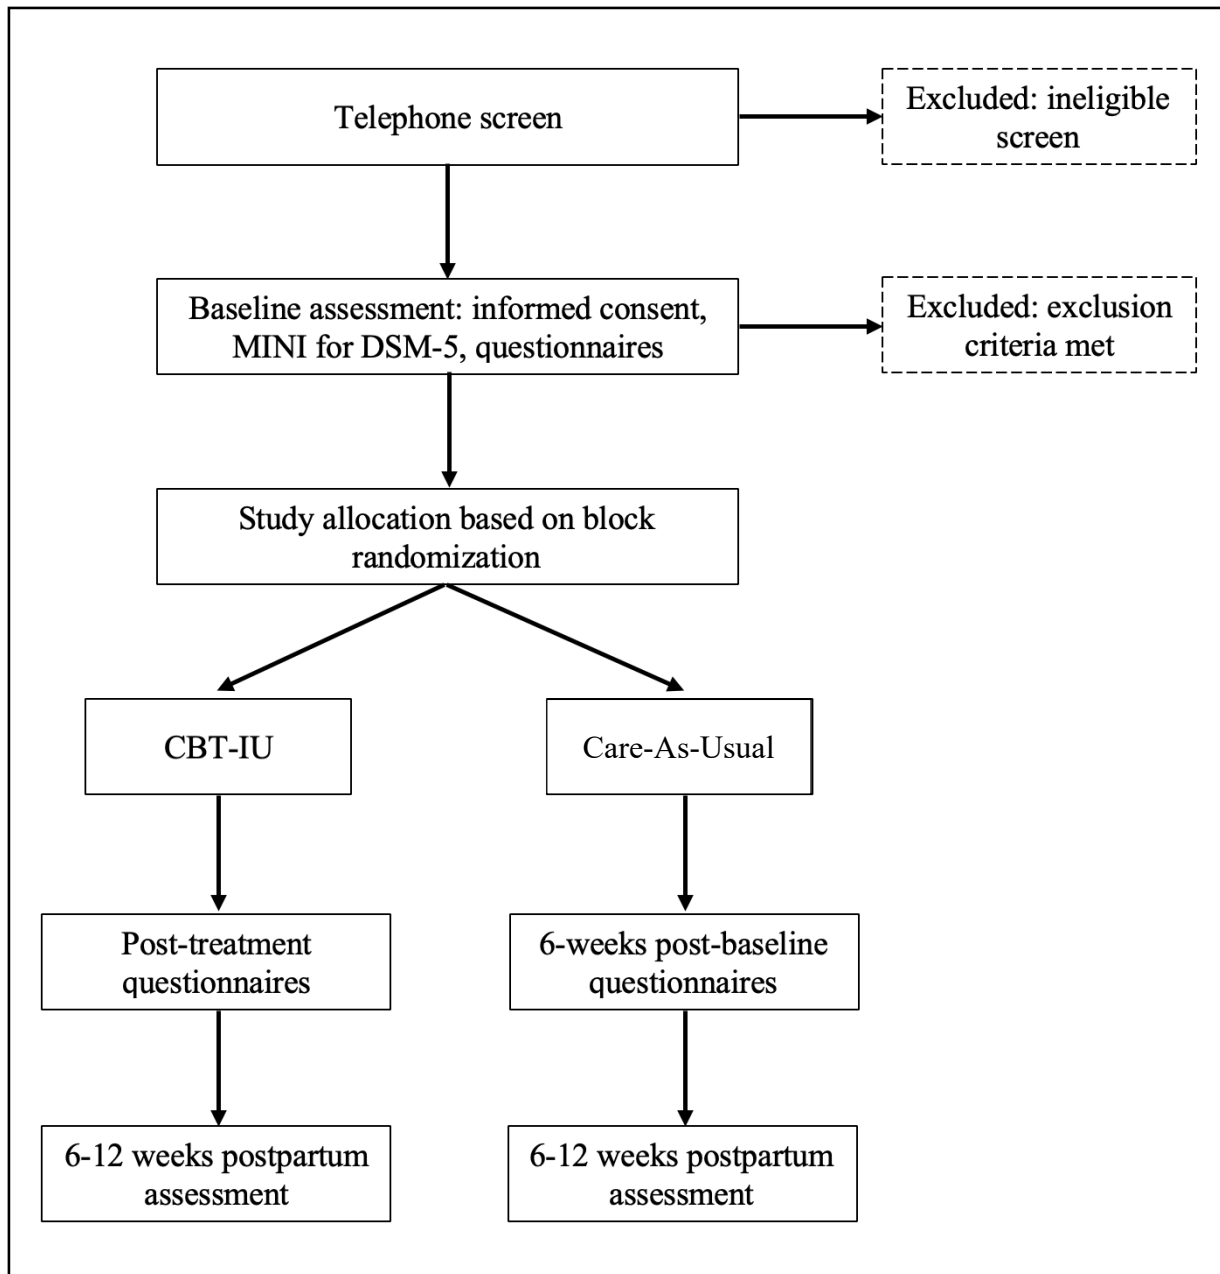 Telephone screen
Excluded: ineligible
screen
Baseline assessment: informed consent,
MINI for DSM-5, questionnaires
Excluded: exclusion
criteria met
Study allocation based on block
randomization
CBT-IU
Care-As-Usual
Post-treatment
questionnaires
6-weeks post-baseline
questionnaires
6-12 weeks postpartum
assessment
6-12 weeks postpartum
assessment